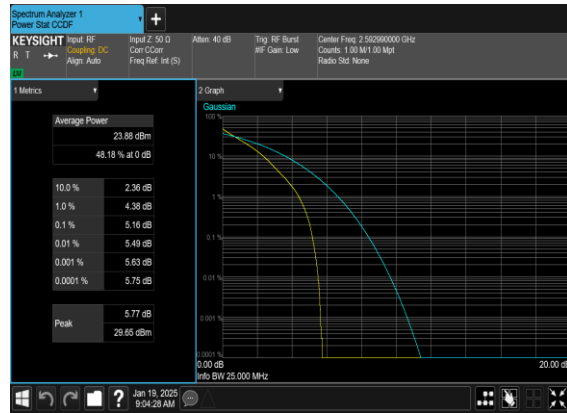 Spectrum Analyzer 1
Power Stat CCDF
KEYSIGHT
R T
LV
Input: RF
Coupling: DC
Align: Auto
Input Z: 50 Ω
Corr CCorr
Freq Ref: Int (S)
Atten: 40 dB
Trig: RF Burst
#IF Gain: Low
Center Freq: 2.592990000 GHz
Counts: 1.00 M/1.00 Mpt
Radio Std: None
1 Metrics
Average Power
23.88 dBm
48.18 % at 0 dB
10.0 % 2.36 dB
1.0 % 4.38 dB
0.1 % 5.16 dB
0.01 % 5.49 dB
0.001 % 5.63 dB
0.0001 % 5.75 dB
Peak
5.77 dB
29.65 dBm
2 Graph
Gaussian
100 %
10 %
1 %
0.1 %
0.01 %
0.001 %
0.0001 %
0.00 dB
20.00 dB
Info BW 25.000 MHz
Jan 19, 2025
9:04:28 AM